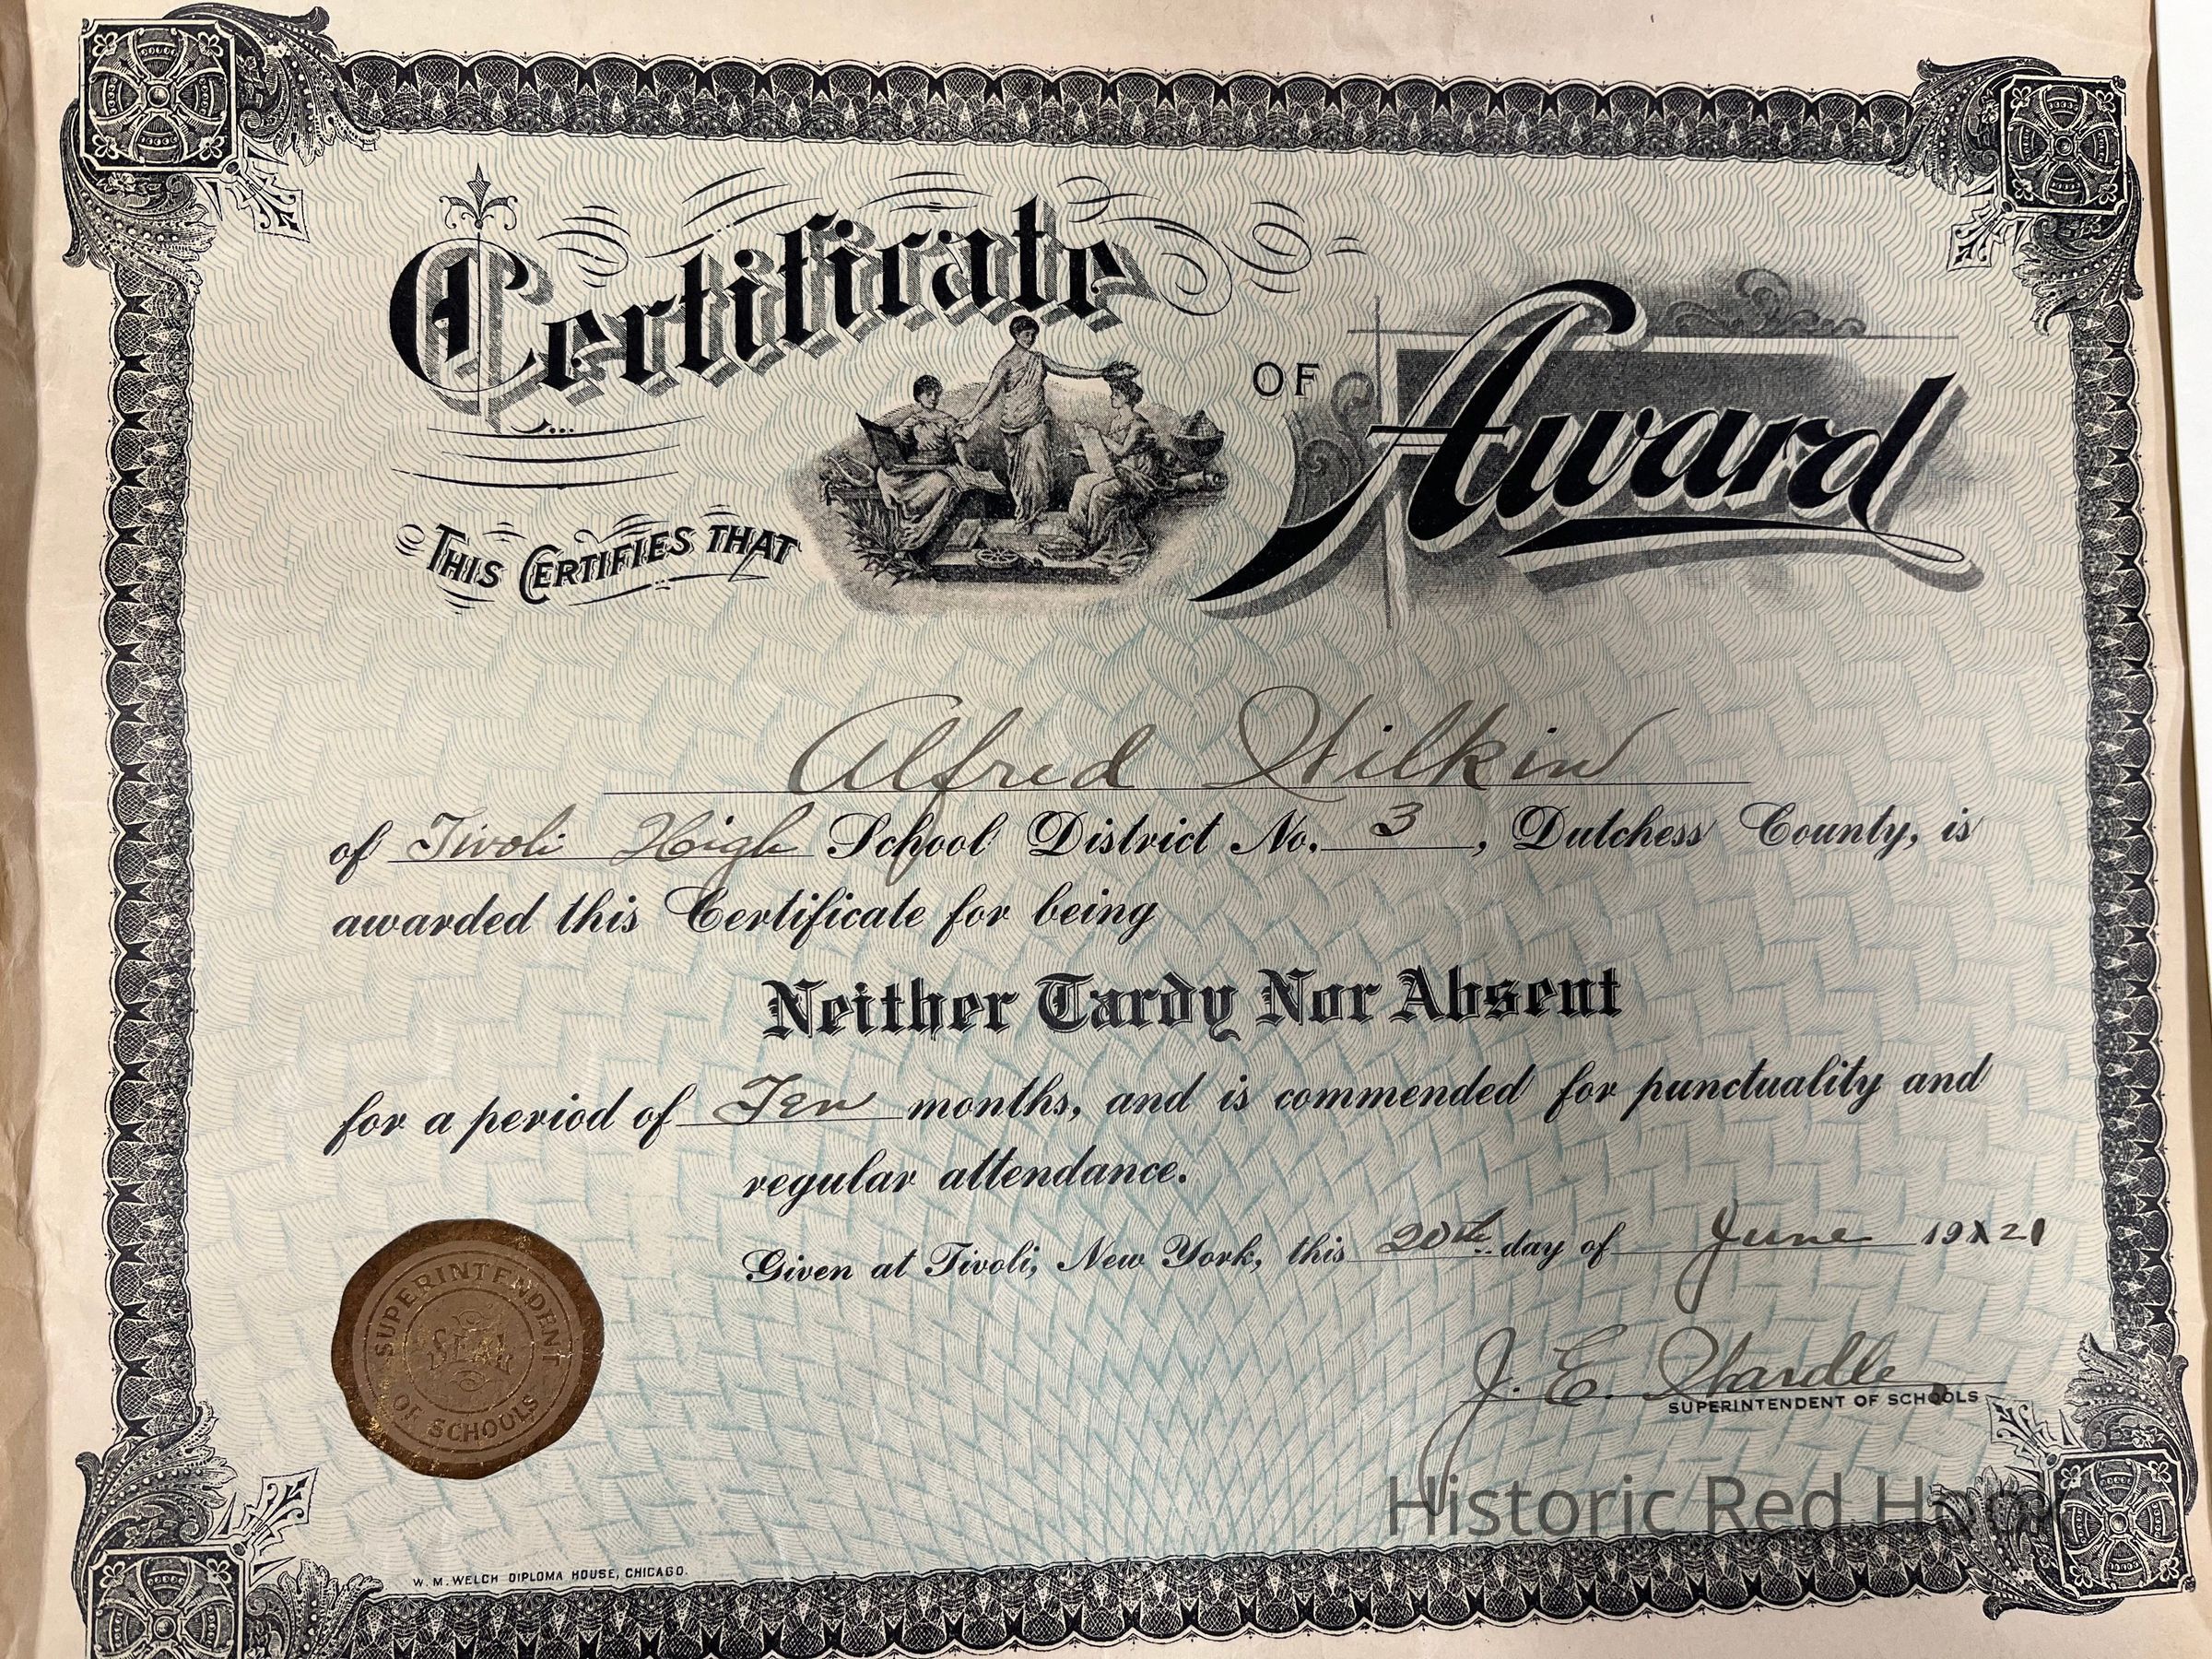 Certificate
OF Award
THIS CERTIFIES THAT
Alfred Wilkin
of Tivoli High School District No. 3, Dutchess County, is
awarded this Certificate for being
Neither Tardy Nor Absent
for a period of Ten months, and is commended for punctuality and
regular attendance.
Given at Tivoli, New York, this 20th day of June 1921
J. E. Wardle
SUPERINTENDENT OF SCHOOLS
SUPERINTENDENT
SEAL
OF SCHOOLS
Historic Red Hook
W. M. WELCH DIPLOMA HOUSE, CHICAGO.